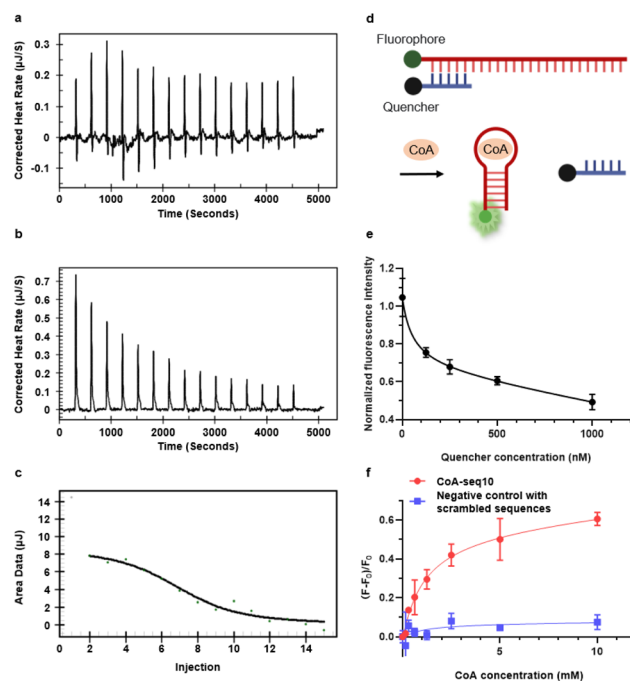 a
0.3
0.2
0.1
0
-0.1
Corrected Heat Rate (µJ/S)
0 1000 2000 3000 4000 5000
Time (Seconds)
b
0.7
0.6
0.5
0.4
0.3
0.2
0.1
0
Corrected Heat Rate (µJ/S)
0 1000 2000 3000 4000 5000
Time (Seconds)
c
14
12
10
8
6
4
2
0
Area Data (µJ)
2 4 6 8 10 12 14
Injection
d
Fluorophore
Quencher
CoA
CoA
e
1.2
1.0
0.8
0.6
0.4
Normalized fluorescence intensity
0 500 1000
Quencher concentration (nM)
f
CoA-seq10
Negative control with
scrambled sequences
0.8
0.6
0.4
0.2
0.0
(F-F₀)/F₀
5 10
CoA concentration (mM)